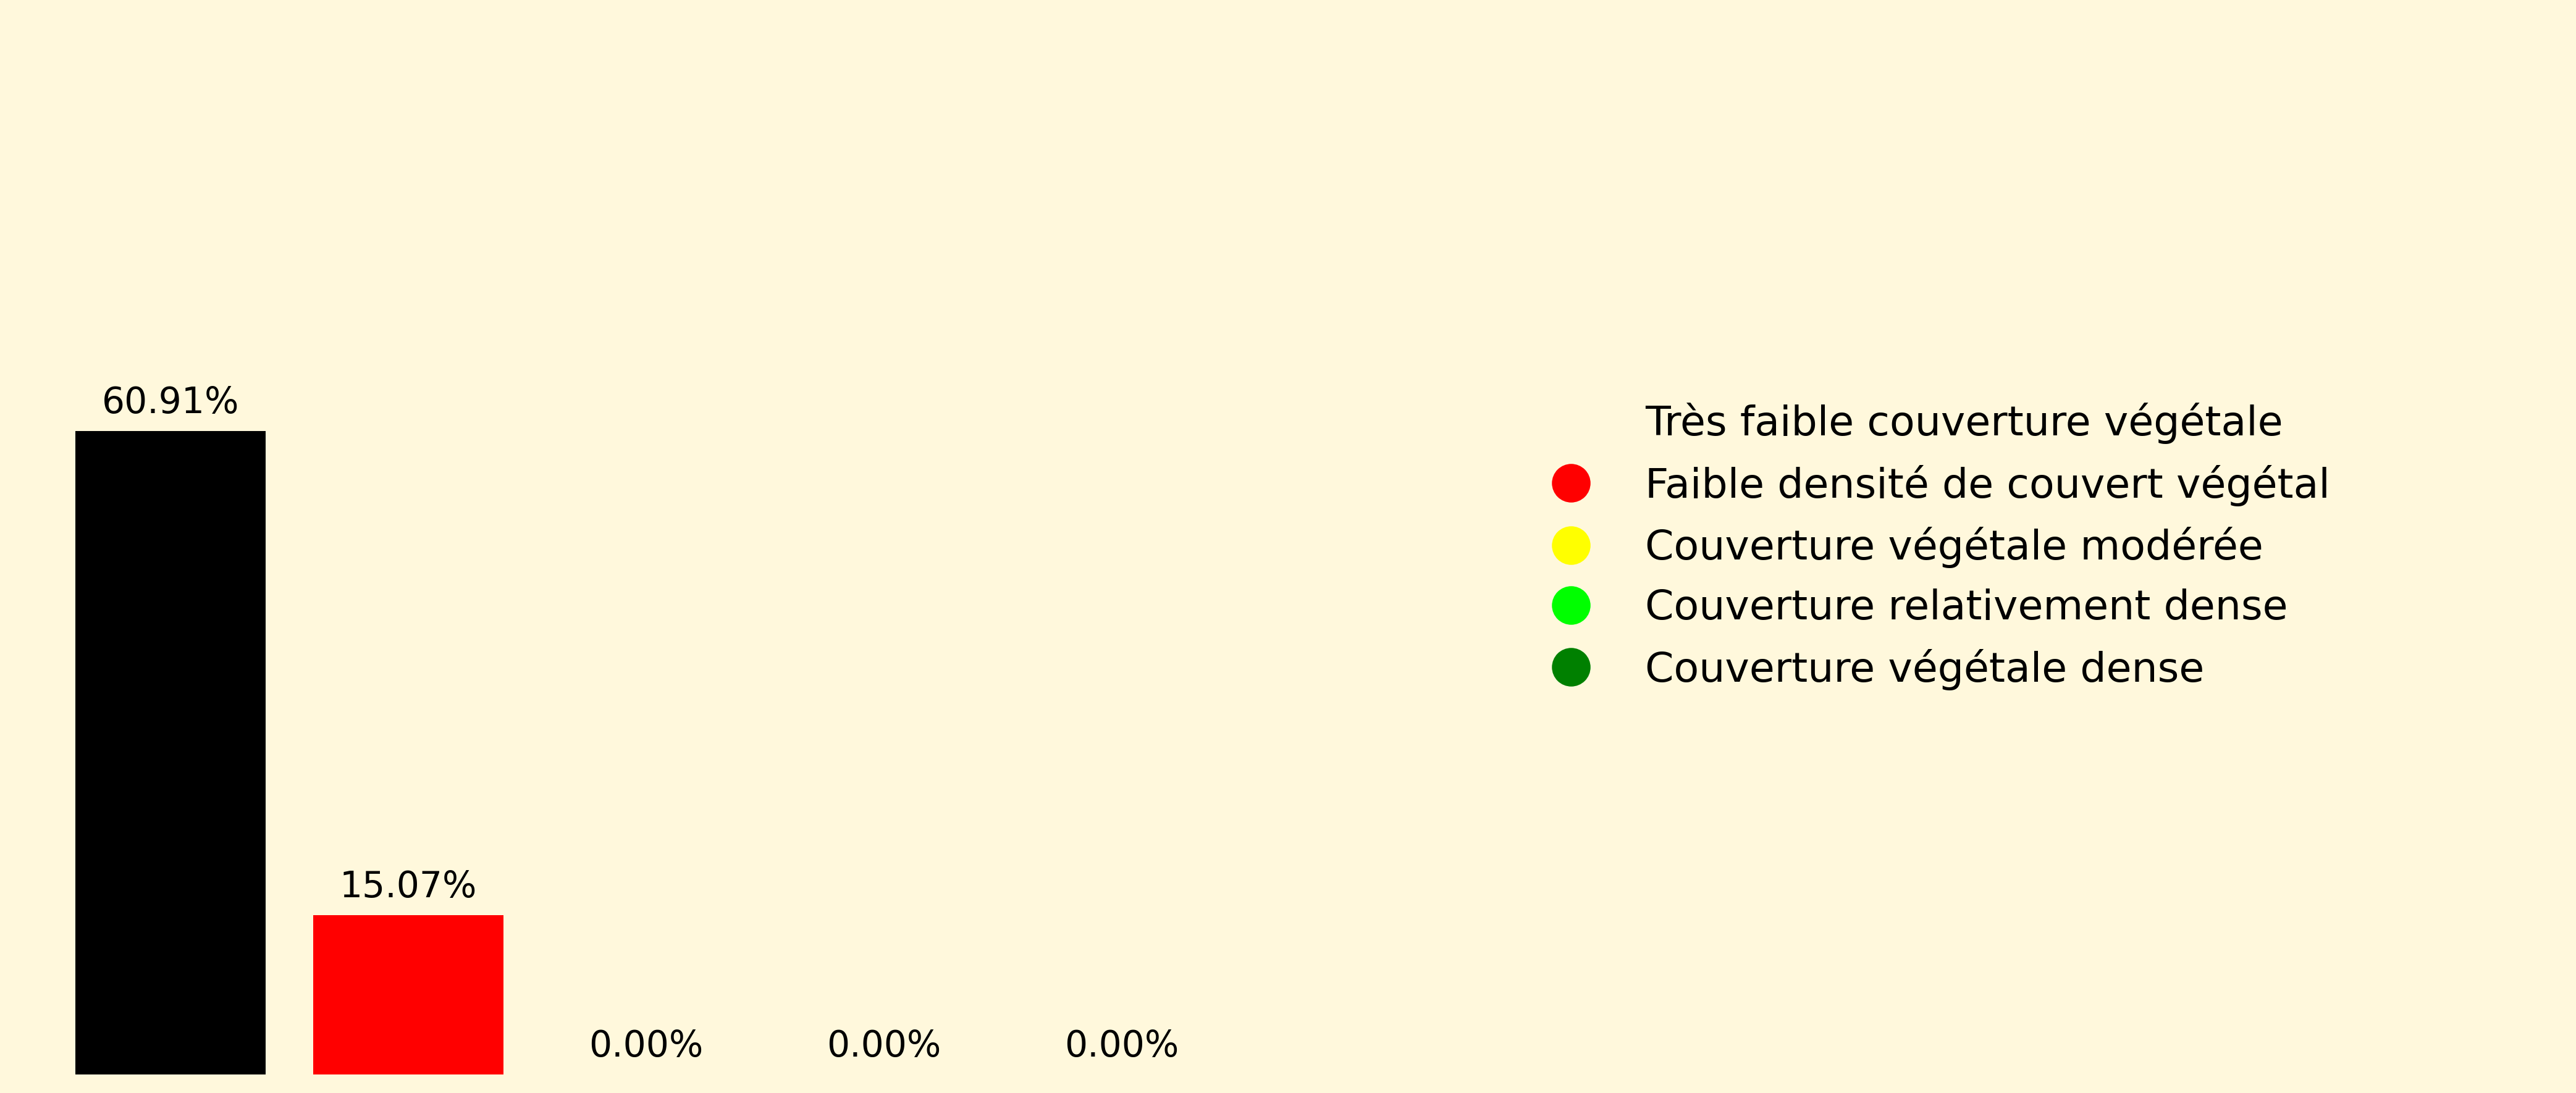 60.91%
15.07%
0.00%
0.00%
0.00%
Très faible couverture végétale
Faible densité de couvert végétal
Couverture végétale modérée
Couverture relativement dense
Couverture végétale dense